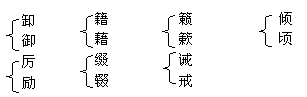 卸 籍 籁 倾
御 藉 簌 顷
厉 缀 诫
励 辍 戒